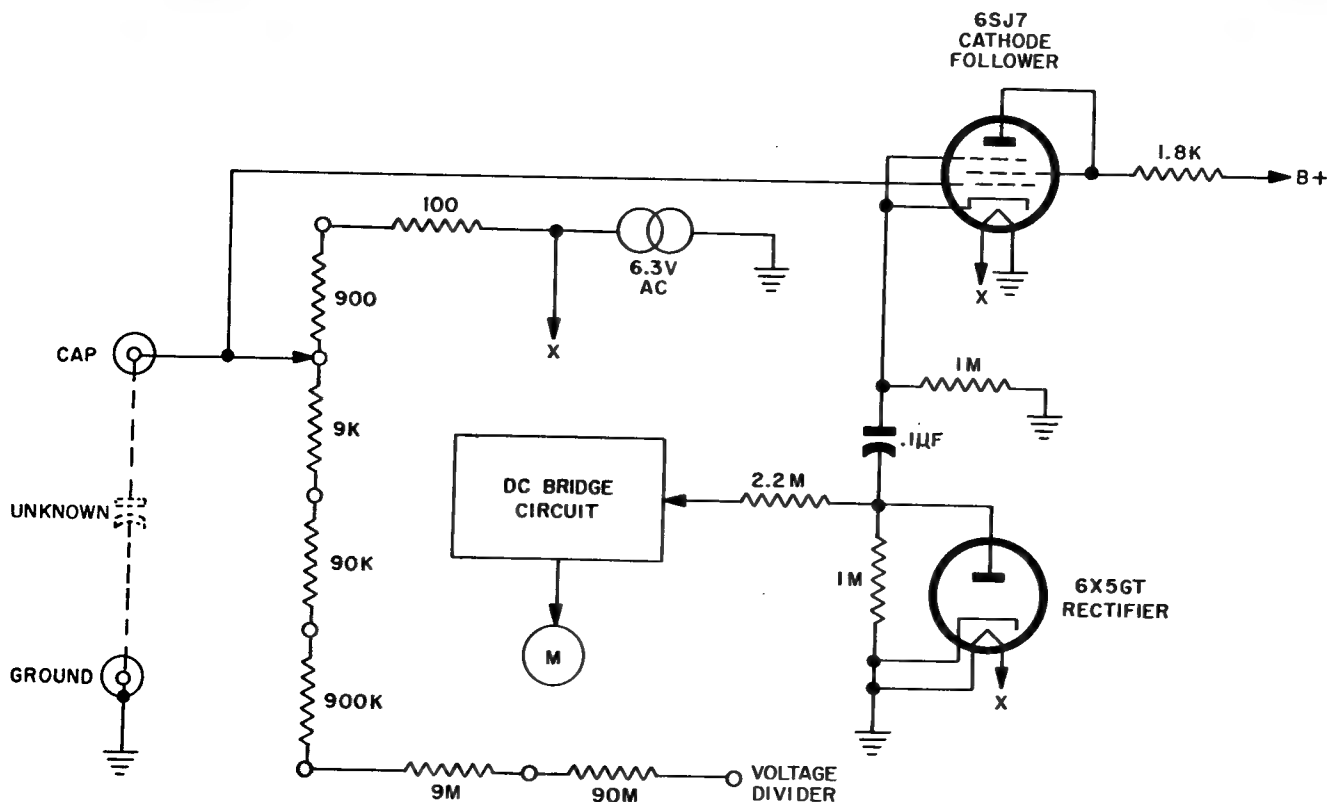 6SJ7
CATHODE
FOLLOWER
1.8K
B+
100
6.3V
AC
X
900
X
CAP
1M
9K
.1µF
DC BRIDGE
CIRCUIT
2.2M
UNKNOWN
90K
1M
6X5GT
RECTIFIER
M
GROUND
900K
X
9M
90M
VOLTAGE
DIVIDER